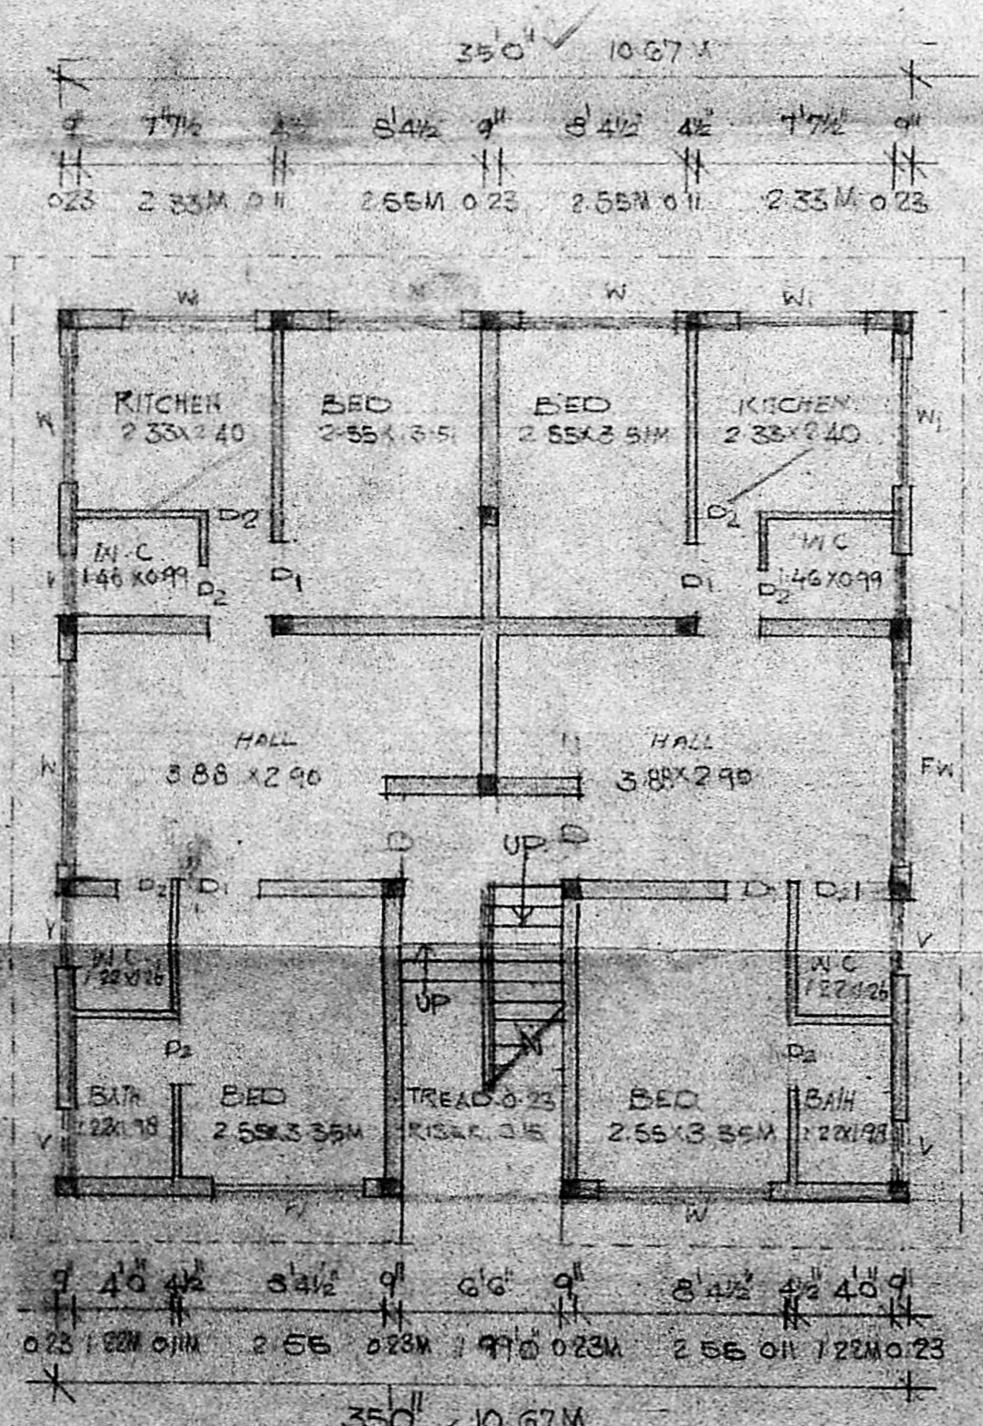 35'0" 10.67 M
9" 7'7½ 4½ 8'4½ 9" 8'4½" 4½" 7'7½" 9"
0.23 2.33M 0.11 2.55M 0.23 2.55M 0.11 2.33M 0.23
W1 W W1
KITCHEN BED BED KITCHEN
W 2.33X2.40 2.55X3.51 2.55X3.51M 2.33X2.40 W1
D2 D2
W.C W C
V 1.46X0.99 D2 D1 D1 D2 1.46X0.99
HALL HALL
W 3.88X2.90 3.88X2.90 FW
D UP D
D2 D1 D D2
V W.C W C V
1.22X1.26 1.22X1.26
UP
D2 D2
BATH BED TREAD 0.23 BED BATH
V 1.22X1.98 2.55X3.35M RISER 0.15 2.55X3.35M 1.22X1.98 V
W W
9" 4'0" 4½" 8'4½" 9" 6'6" 9" 8'4½" 4½" 4'0" 9"
0.23 1.22M 0.11M 2.55 0.23M 0.23M 2.55 0.11 1.22M 0.23
35'0" 10.67M